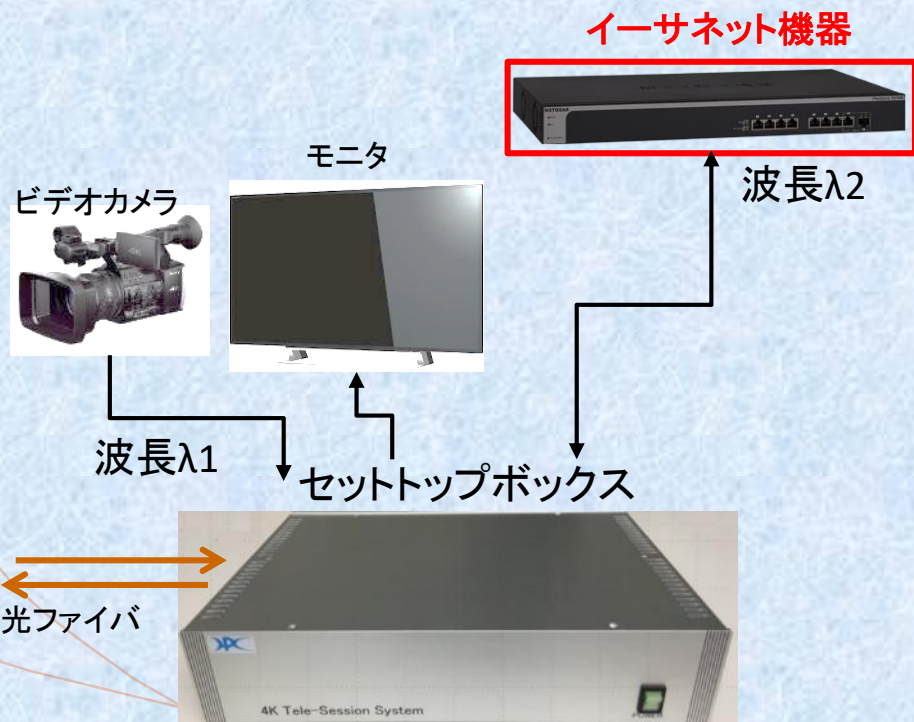 イーサネット機器
NETGEAR
モニタ
波長λ2
ビデオカメラ
波長λ1
セットトップボックス
光ファイバ
4K Tele-Session System
POWER